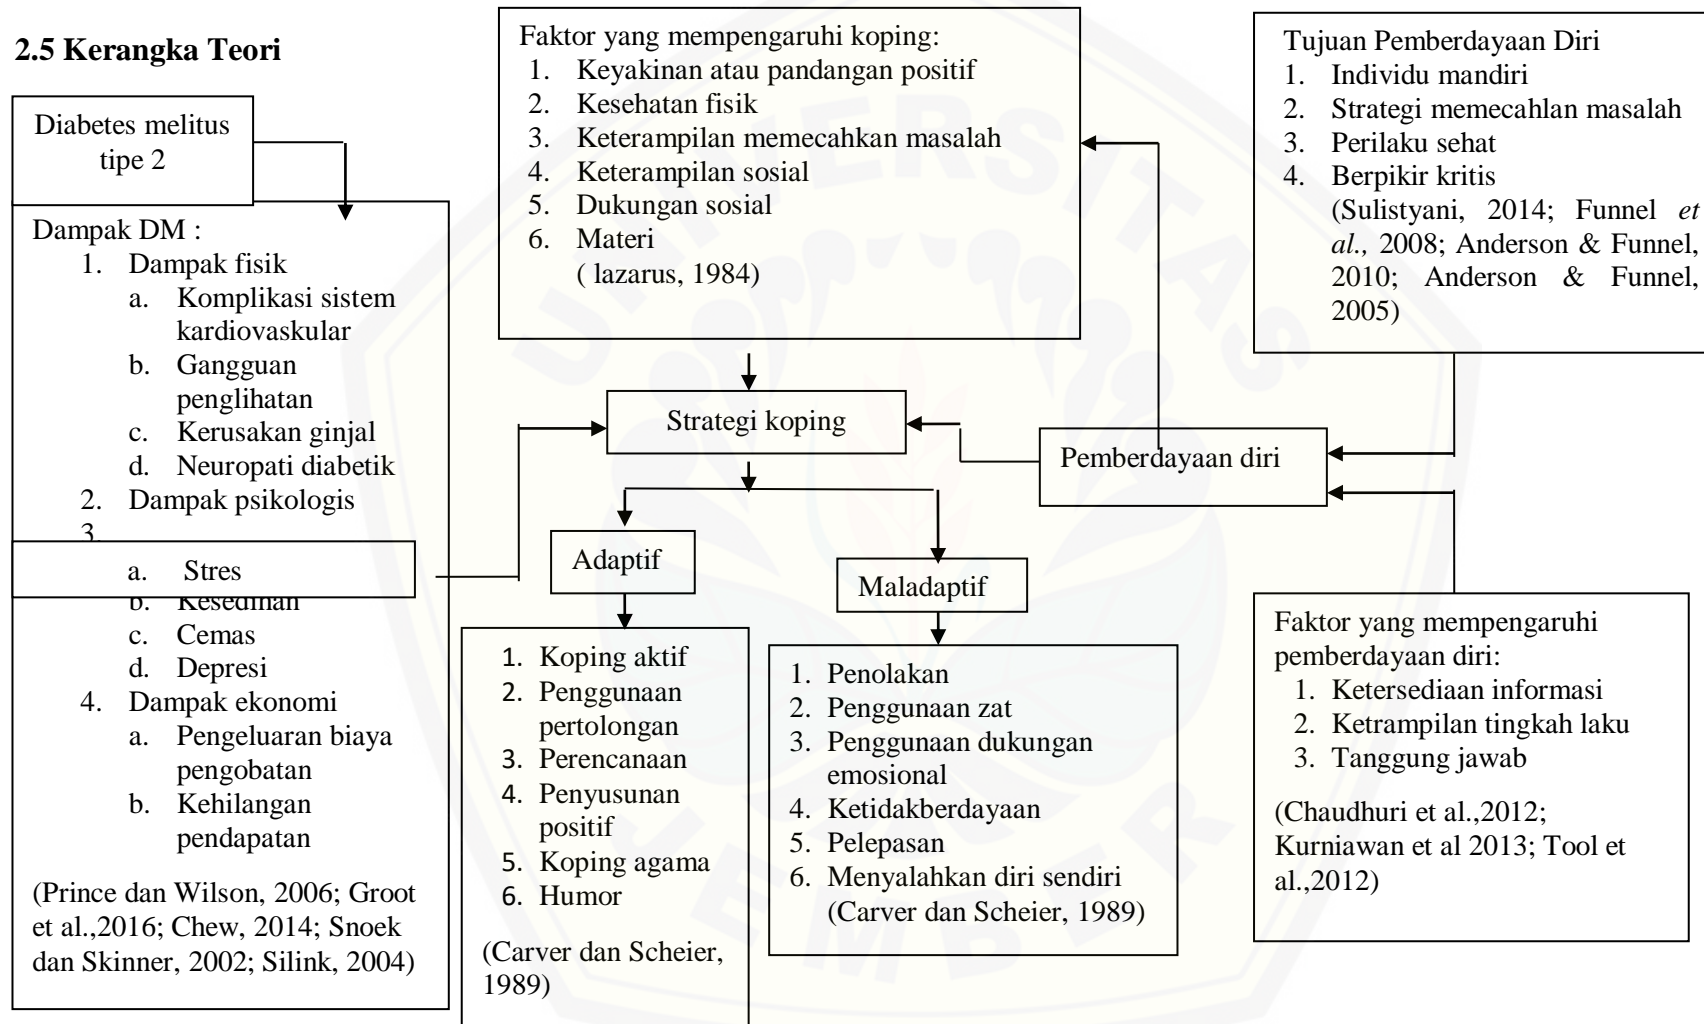 2.5 Kerangka Teori
Diabetes melitus
tipe 2
Dampak DM :
1. Dampak fisik
a. Komplikasi sistem
kardiovaskular
b. Gangguan
penglihatan
c. Kerusakan ginjal
d. Neuropati diabetik
2. Dampak psikologis
3.
a. Stres
b. Kesedihan
c. Cemas
d. Depresi
4. Dampak ekonomi
a. Pengeluaran biaya
pengobatan
b. Kehilangan
pendapatan
(Prince dan Wilson, 2006; Groot
et al.,2016; Chew, 2014; Snoek
dan Skinner, 2002; Silink, 2004)
Faktor yang mempengaruhi koping:
1. Keyakinan atau pandangan positif
2. Kesehatan fisik
3. Keterampilan memecahkan masalah
4. Keterampilan sosial
5. Dukungan sosial
6. Materi
( lazarus, 1984)
Strategi koping
Adaptif
1. Koping aktif
2. Penggunaan
pertolongan
3. Perencanaan
4. Penyusunan
positif
5. Koping agama
6. Humor
(Carver dan Scheier,
1989)
Maladaptif
1. Penolakan
2. Penggunaan zat
3. Penggunaan dukungan
emosional
4. Ketidakberdayaan
5. Pelepasan
6. Menyalahkan diri sendiri
(Carver dan Scheier, 1989)
Tujuan Pemberdayaan Diri
1. Individu mandiri
2. Strategi memecahlan masalah
3. Perilaku sehat
4. Berpikir kritis
(Sulistyani, 2014; Funnel et
al., 2008; Anderson & Funnel,
2010; Anderson & Funnel,
2005)
Pemberdayaan diri
Faktor yang mempengaruhi
pemberdayaan diri:
1. Ketersediaan informasi
2. Ketrampilan tingkah laku
3. Tanggung jawab
(Chaudhuri et al.,2012;
Kurniawan et al 2013; Tool et
al.,2012)
UNIVERSITAS
JEMBER